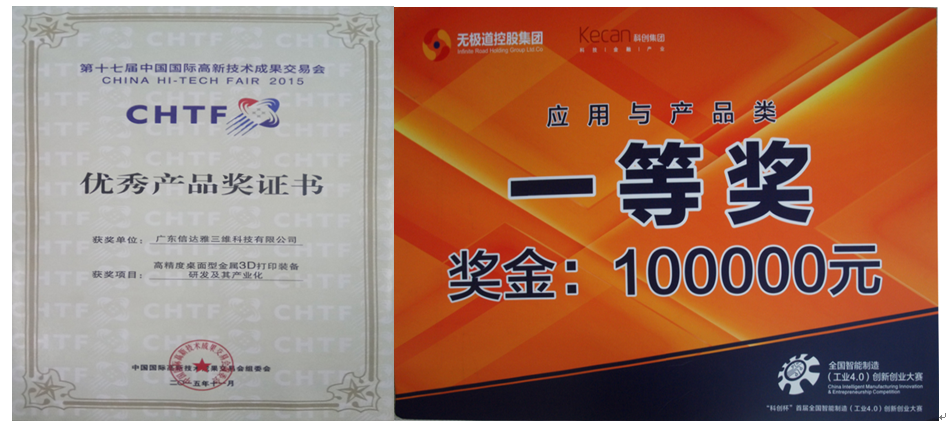 第十七届中国国际高新技术成果交易会
CHINA HI-TECH FAIR 2015
CHTF
优秀产品奖证书
获奖单位：广东信达雅三维科技有限公司
获奖项目：高精度桌面型金属3D打印装备
研发及其产业化
中国国际高新技术成果交易会组委会
二〇一五年十一月
无极道控股集团
Infinite Road Holding Group Ltd.Co
Kecan 科创集团
科技|金融|产业
应用与产品类
一等奖
奖金：100000元
全国智能制造
（工业4.0）创新创业大赛
China Intelligent Manufacturing Innovation
& Entrepreneurship Competition
“科创杯”首届全国智能制造（工业4.0）创新创业大赛